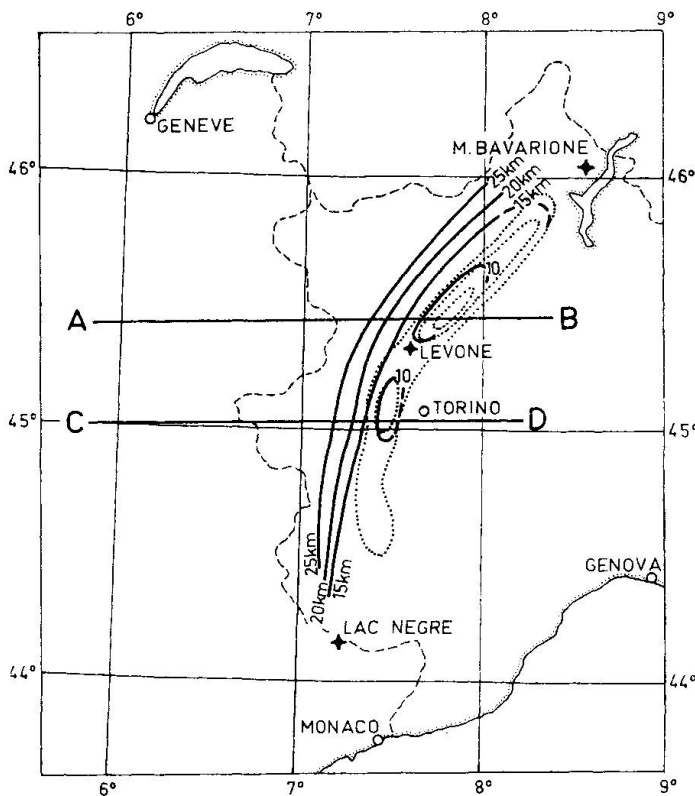 6° 7° 8° 9°
GENEVE
M. BAVARIONE
46° 46°
25km
20km
15km
10
A B
LEVONE
10
TORINO
45° C D 45°
GENOVA
25km
20km
15km
LAC NEGRE
44° 44°
MONACO
6° 7° 8° 9°